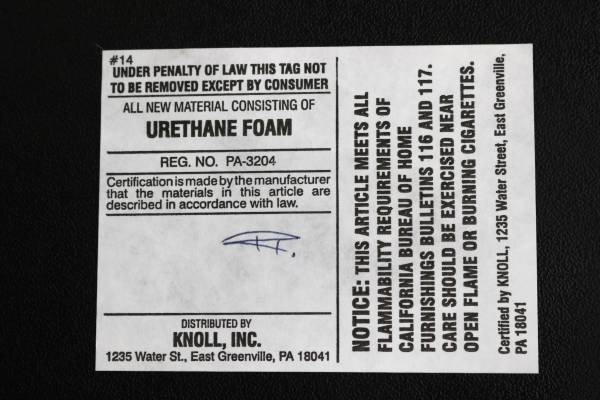 #14
UNDER PENALTY OF LAW THIS TAG NOT
TO BE REMOVED EXCEPT BY CONSUMER
ALL NEW MATERIAL CONSISTING OF
URETHANE FOAM
REG. NO. PA-3204
Certification is made by the manufacturer
that the materials in this article are
described in accordance with law.
DISTRIBUTED BY
KNOLL, INC.
1235 Water St., East Greenville, PA 18041
NOTICE: THIS ARTICLE MEETS ALL
FLAMMABILITY REQUIREMENTS OF
CALIFORNIA BUREAU OF HOME
FURNISHINGS BULLETINS 116 AND 117.
CARE SHOULD BE EXERCISED NEAR
OPEN FLAME OR BURNING CIGARETTES.
Certified by KNOLL, 1235 Water Street, East Greenville,
PA 18041